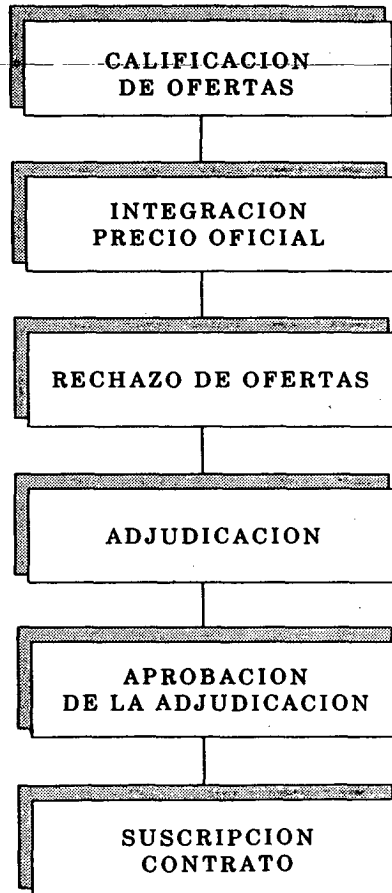 CALIFICACION
DE OFERTAS
INTEGRACION
PRECIO OFICIAL
RECHAZO DE OFERTAS
ADJUDICACION
APROBACION
DE LA ADJUDICACION
SUSCRIPCION
CONTRATO